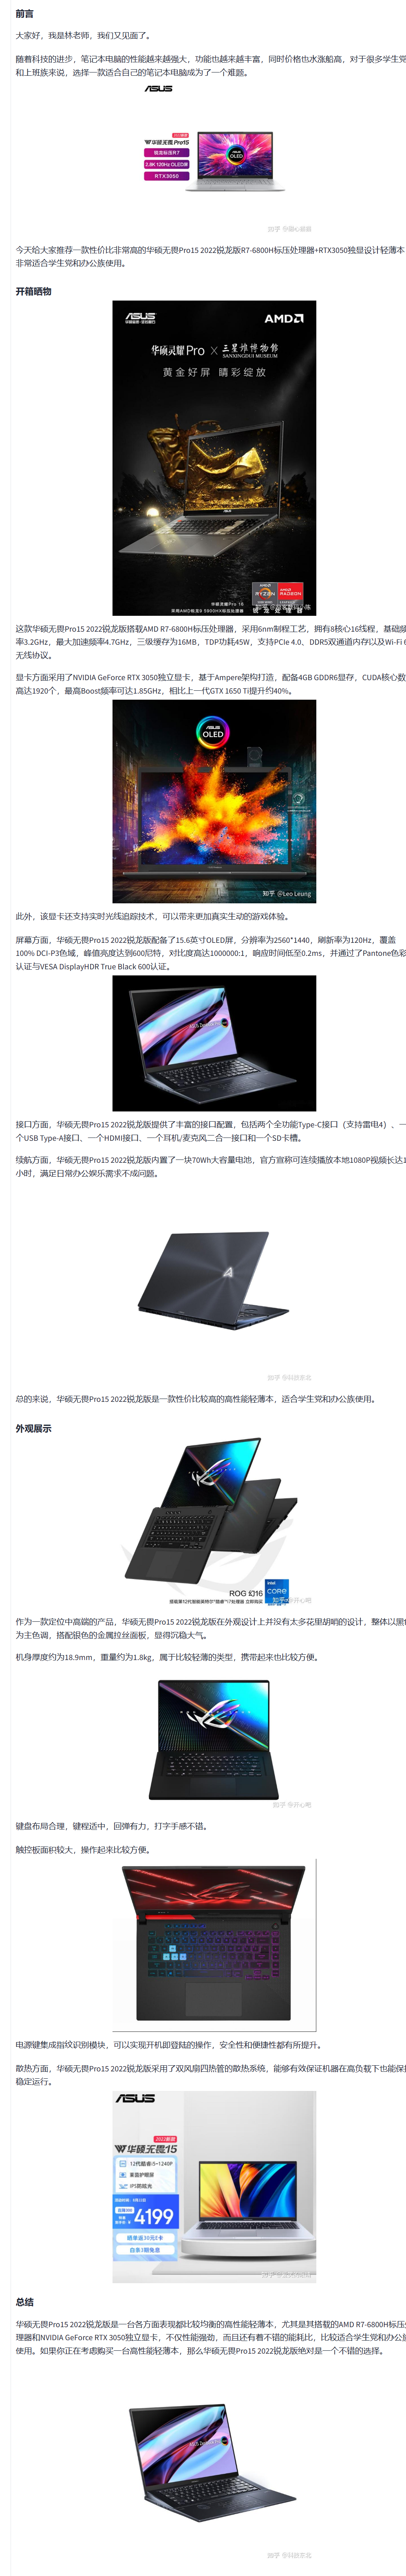 前言
大家好，我是林老师，我们又见面了。
随着科技的进步，笔记本电脑的性能越来越强大，功能也越来越丰富，同时价格也水涨船高，对于很多学生党
和上班族来说，选择一款适合自己的笔记本电脑成为了一个难题。
ASUS
华硕无畏Pro15
锐龙标压R7
2.8K 120Hz OLED屏
RTX3050
OLED
今天给大家推荐一款性价比非常高的华硕无畏Pro15 2022锐龙版R7-6800H标压处理器+RTX3050独显设计轻薄本
非常适合学生党和办公族使用。
开箱晒物
ASUS
AMD
华硕灵耀Pro X 三星堆博物馆
SANXINGDUI MUSEUM
黄金好屏 睛彩绽放
ASUS
华硕灵耀Pro 16
AMD
RYZEN
RADEON
锐龙处理器
这款华硕无畏Pro15 2022锐龙版搭载AMD R7-6800H标压处理器，采用6nm制程工艺，拥有8核心16线程，基础频
率3.2GHz，最大加速频率4.7GHz，三级缓存为16MB，TDP功耗45W，支持PCIe 4.0、DDR5双通道内存以及Wi-Fi 6
无线协议。
显卡方面采用了NVIDIA GeForce RTX 3050独立显卡，基于Ampere架构打造，配备4GB GDDR6显存，CUDA核心数
高达1920个，最高Boost频率可达1.85GHz，相比上一代GTX 1650 Ti提升约40%。
ASUS
OLED
知乎 @Leo Leung
此外，该显卡还支持实时光线追踪技术，可以带来更加真实生动的游戏体验。
屏幕方面，华硕无畏Pro15 2022锐龙版配备了15.6英寸OLED屏，分辨率为2560*1440，刷新率为120Hz，覆盖
100% DCI-P3色域，峰值亮度达到600尼特，对比度高达1000000:1，响应时间低至0.2ms，并通过了Pantone色彩
认证与VESA DisplayHDR True Black 600认证。
接口方面，华硕无畏Pro15 2022锐龙版提供了丰富的接口配置，包括两个全功能Type-C接口（支持雷电4）、一
个USB Type-A接口、一个HDMI接口、一个耳机/麦克风二合一接口和一个SD卡槽。
续航方面，华硕无畏Pro15 2022锐龙版内置了一块70Wh大容量电池，官方宣称可连续播放本地1080P视频长达1
小时，满足日常办公娱乐需求不成问题。
总的来说，华硕无畏Pro15 2022锐龙版是一款性价比较高的高性能轻薄本，适合学生党和办公族使用。
外观展示
ROG 幻16
intel
CORE
作为一款定位中高端的产品，华硕无畏Pro15 2022锐龙版在外观设计上并没有太多花里胡哨的设计，整体以黑
为主色调，搭配银色的金属拉丝面板，显得沉稳大气。
机身厚度约为18.9mm，重量约为1.8kg，属于比较轻薄的类型，携带起来也比较方便。
键盘布局合理，键程适中，回弹有力，打字手感不错。
触控板面积较大，操作起来比较方便。
电源键集成指纹识别模块，可以实现开机即登陆的操作，安全性和便捷性都有所提升。
散热方面，华硕无畏Pro15 2022锐龙版采用了双风扇四热管的散热系统，能够有效保证机器在高负载下也能保
稳定运行。
ASUS
华硕无畏15
12代酷睿i5-1240P
莱茵护眼屏
IPS防眩光
4199
晒单返30元E卡
白条3期免息
总结
华硕无畏Pro15 2022锐龙版是一台各方面表现都比较均衡的高性能轻薄本，尤其是其搭载的AMD R7-6800H标压
理器和NVIDIA GeForce RTX 3050独立显卡，不仅性能强劲，而且还有着不错的能耗比，比较适合学生党和办公
使用。如果你正在考虑购买一台高性能轻薄本，那么华硕无畏Pro15 2022锐龙版绝对是一个不错的选择。